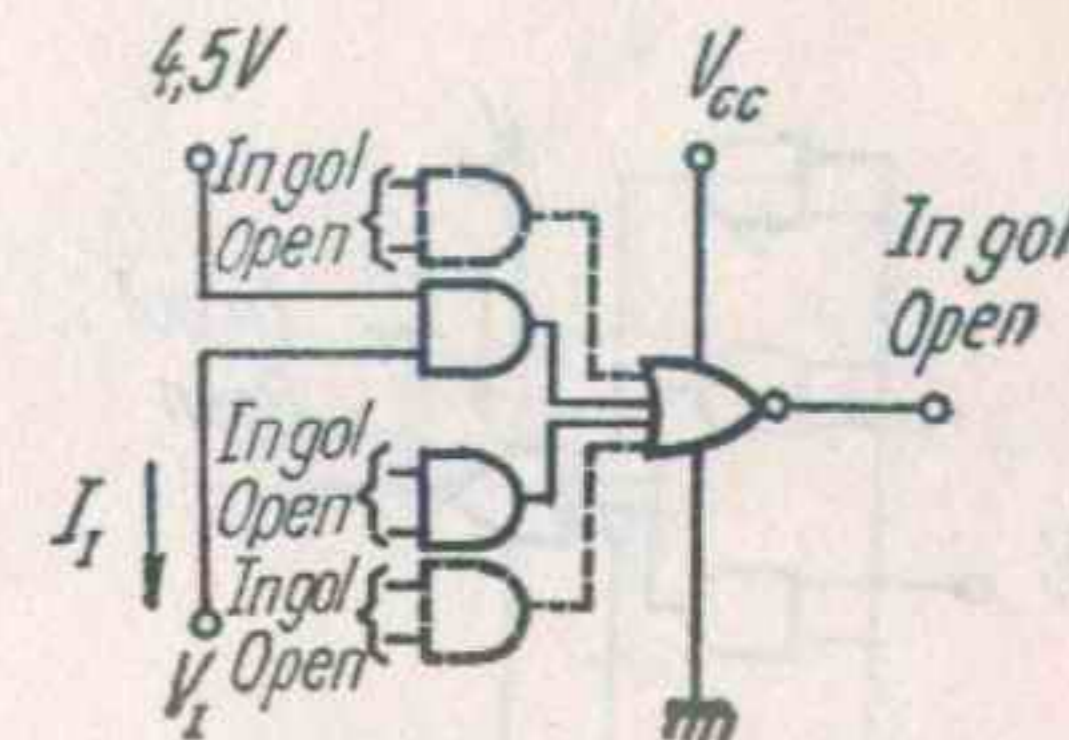 4,5V
V_CC
In gol
Open
In gol
Open
In gol
Open
I_I
In gol
Open
V_I